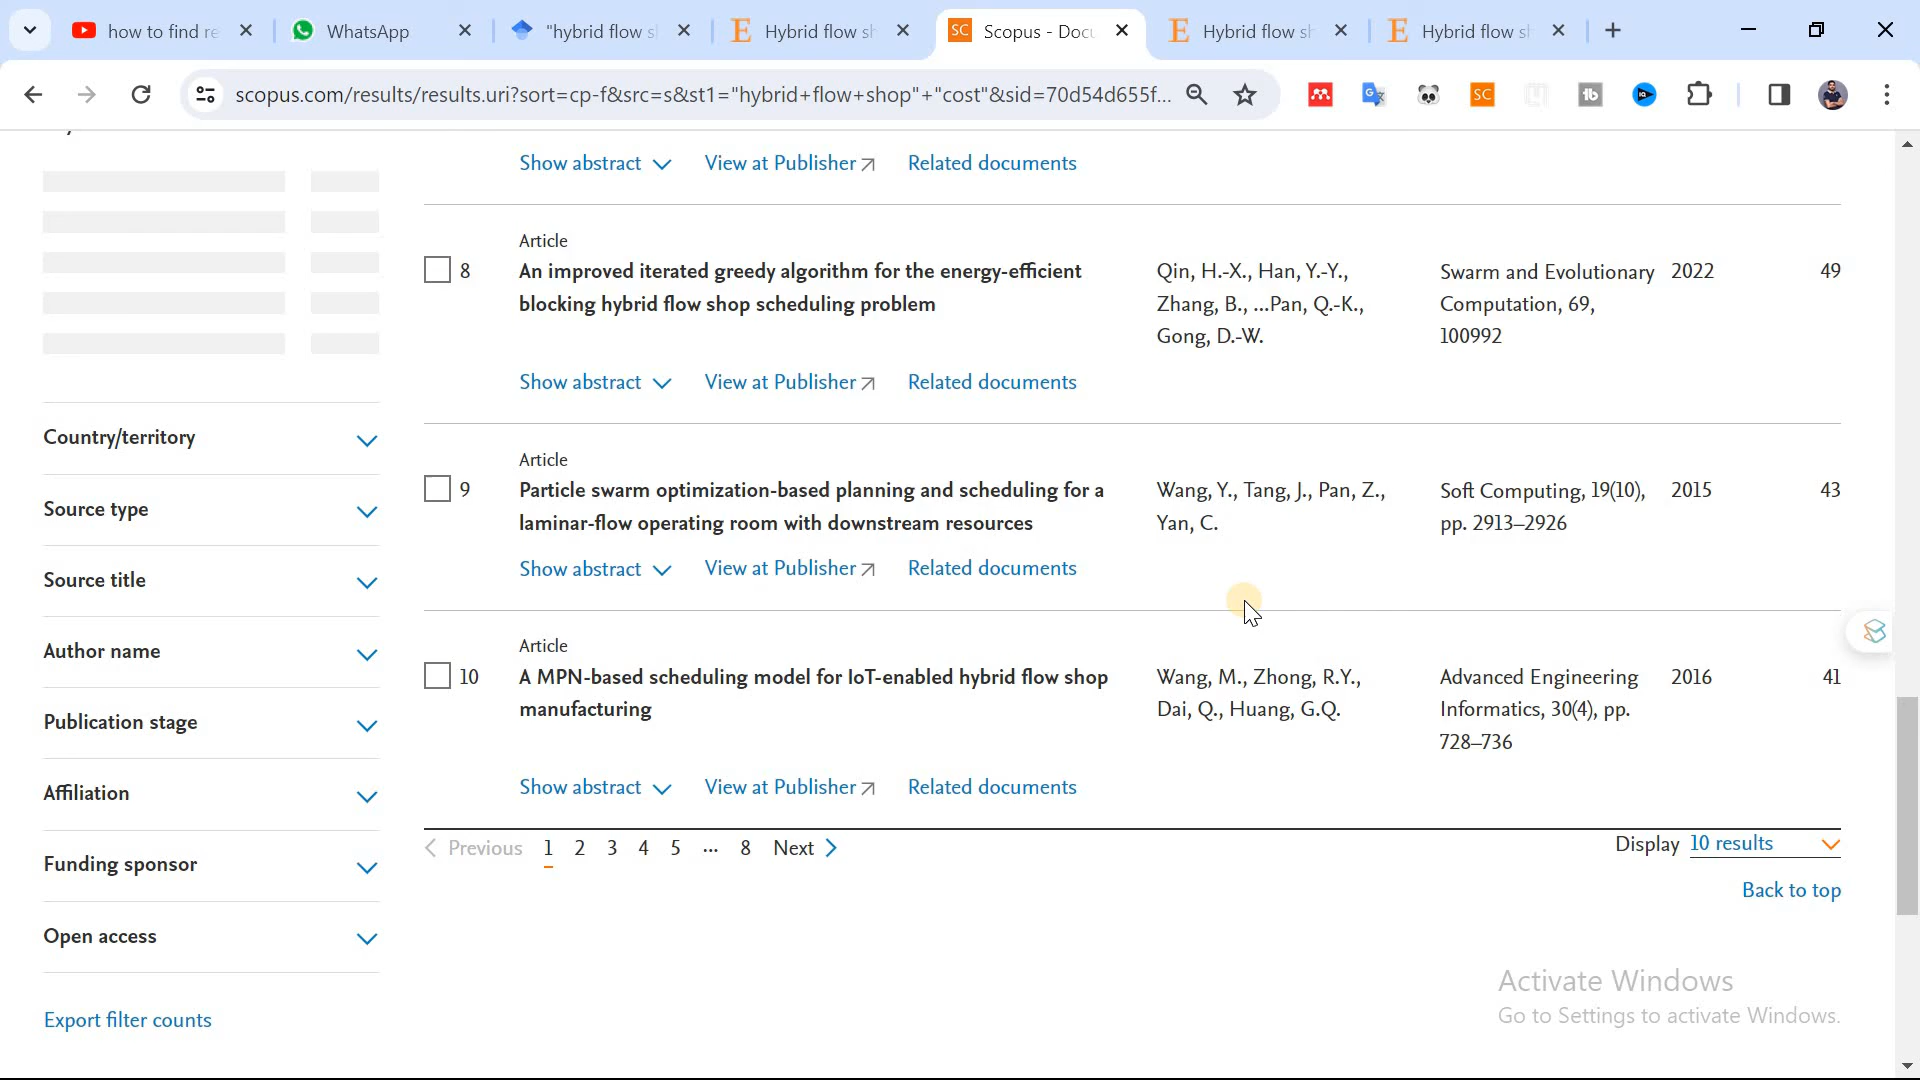 how to find re
WhatsApp
"hybrid flow s
Hybrid flow sh
SC Scopus - Docu
Hybrid flow sh
Hybrid flow sh
scopus.com/results/results.uri?sort=cp-f&src=s&st1="hybrid+flow+shop"+"cost"&sid=70d54d655f...
Show abstract View at Publisher Related documents
Article
8 An improved iterated greedy algorithm for the energy-efficient Qin, H.-X., Han, Y.-Y., Swarm and Evolutionary 2022 49
blocking hybrid flow shop scheduling problem Zhang, B., ...Pan, Q.-K., Computation, 69,
Gong, D.-W. 100992
Show abstract View at Publisher Related documents
Country/territory
Article
9 Particle swarm optimization-based planning and scheduling for a Wang, Y., Tang, J., Pan, Z., Soft Computing, 19(10), 2015 43
Source type
laminar-flow operating room with downstream resources Yan, C. pp. 2913–2926
Show abstract View at Publisher Related documents
Source title
Article
Author name
10 A MPN-based scheduling model for IoT-enabled hybrid flow shop Wang, M., Zhong, R.Y., Advanced Engineering 2016 41
manufacturing Dai, Q., Huang, G.Q. Informatics, 30(4), pp.
Publication stage
728–736
Show abstract View at Publisher Related documents
Affiliation
Previous 1 2 3 4 5 ... 8 Next Display 10 results
Funding sponsor
Back to top
Open access
Activate Windows
Go to Settings to activate Windows.
Export filter counts